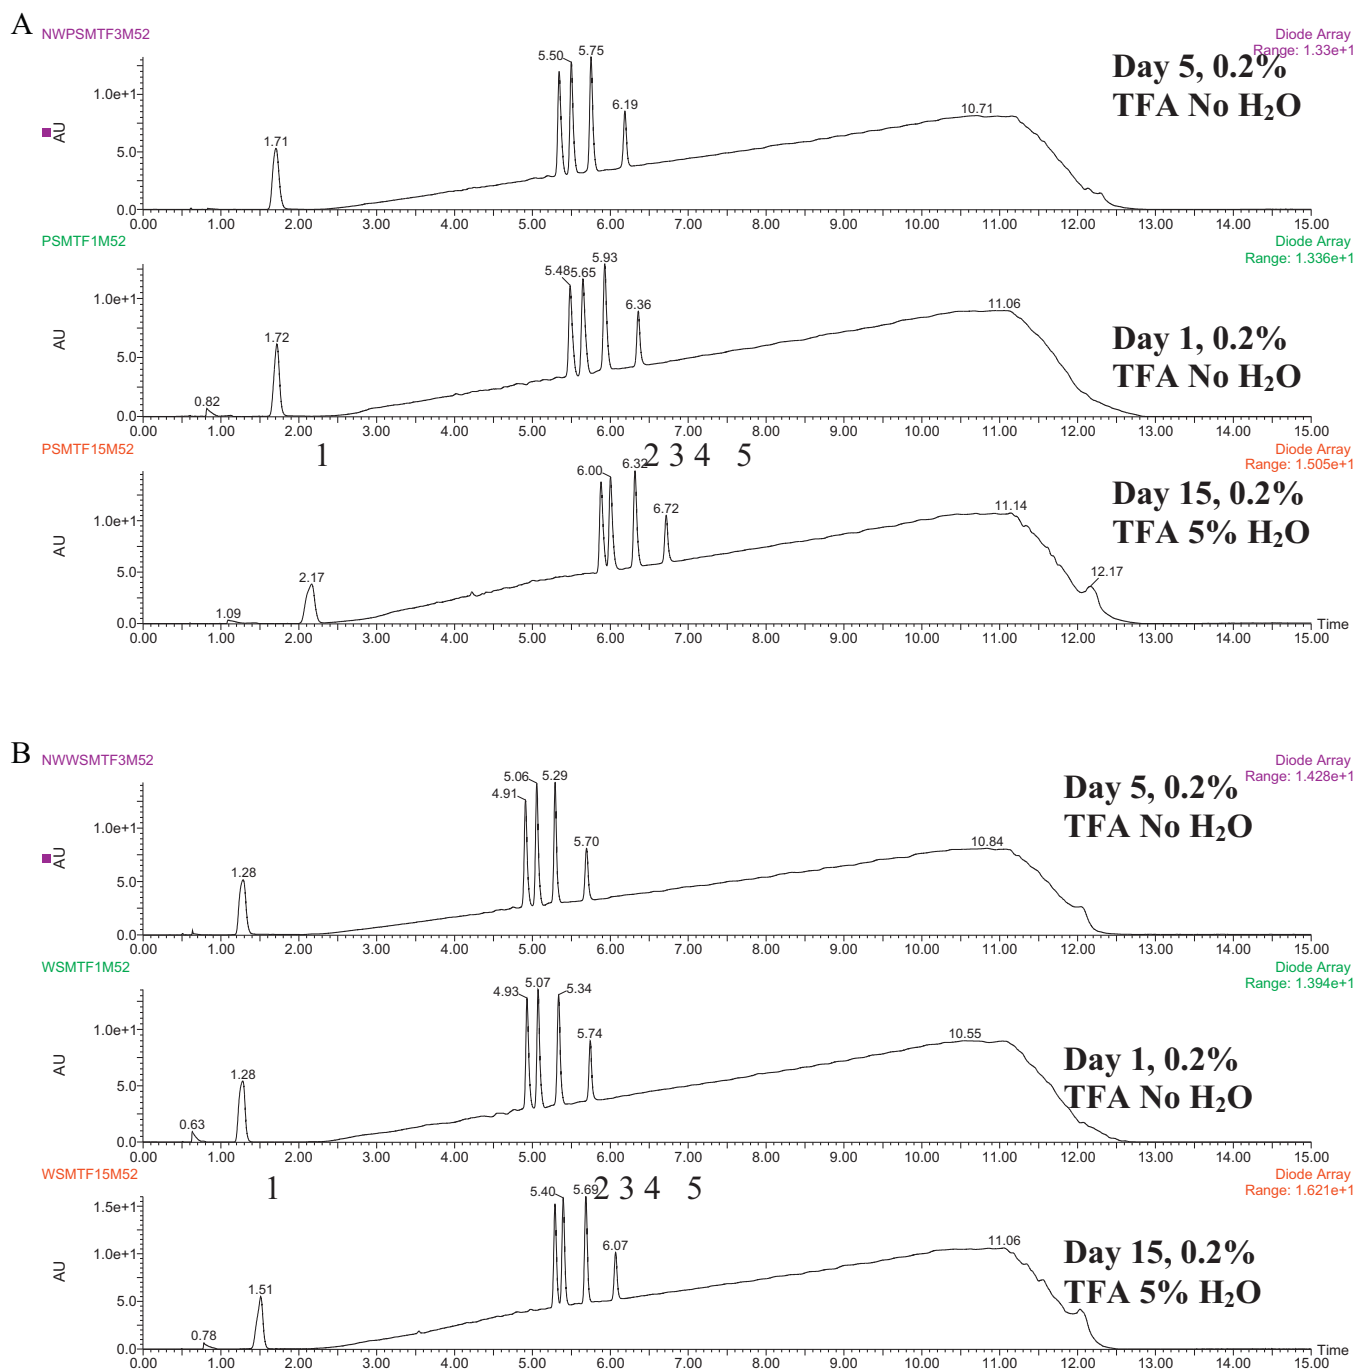 A
NWPSMTF3M52
Diode Array
Range: 1.33e+1
Day 5, 0.2%
TFA No H₂O
AU
1.0e+1
5.0
0.0
1.71
5.50
5.75
6.19
10.71
0.00 1.00 2.00 3.00 4.00 5.00 6.00 7.00 8.00 9.00 10.00 11.00 12.00 13.00 14.00 15.00
PSMTF1M52
Diode Array
Range: 1.336e+1
Day 1, 0.2%
TFA No H₂O
AU
1.0e+1
5.0
0.0
0.82
1.72
5.48
5.65
5.93
6.36
11.06
0.00 1.00 2.00 3.00 4.00 5.00 6.00 7.00 8.00 9.00 10.00 11.00 12.00 13.00 14.00 15.00
PSMTF15M52
1
2 3 4 5
Diode Array
Range: 1.505e+1
Day 15, 0.2%
TFA 5% H₂O
AU
1.0e+1
5.0
0.0
1.09
2.17
6.00
6.32
6.72
11.14
12.17
0.00 1.00 2.00 3.00 4.00 5.00 6.00 7.00 8.00 9.00 10.00 11.00 12.00 13.00 14.00 15.00
Time
B
NWWSMTF3M52
Diode Array
Range: 1.428e+1
Day 5, 0.2%
TFA No H₂O
AU
1.0e+1
5.0
0.0
1.28
4.91
5.06
5.29
5.70
10.84
0.00 1.00 2.00 3.00 4.00 5.00 6.00 7.00 8.00 9.00 10.00 11.00 12.00 13.00 14.00 15.00
WSMTF1M52
Diode Array
Range: 1.394e+1
Day 1, 0.2%
TFA No H₂O
AU
1.0e+1
5.0
0.0
0.63
1.28
4.93
5.07
5.34
5.74
10.55
0.00 1.00 2.00 3.00 4.00 5.00 6.00 7.00 8.00 9.00 10.00 11.00 12.00 13.00 14.00 15.00
WSMTF15M52
1
2 3 4 5
Diode Array
Range: 1.621e+1
Day 15, 0.2%
TFA 5% H₂O
AU
1.5e+1
1.0e+1
5.0
0.0
0.78
1.51
5.40
5.69
6.07
11.06
0.00 1.00 2.00 3.00 4.00 5.00 6.00 7.00 8.00 9.00 10.00 11.00 12.00 13.00 14.00 15.00
Time